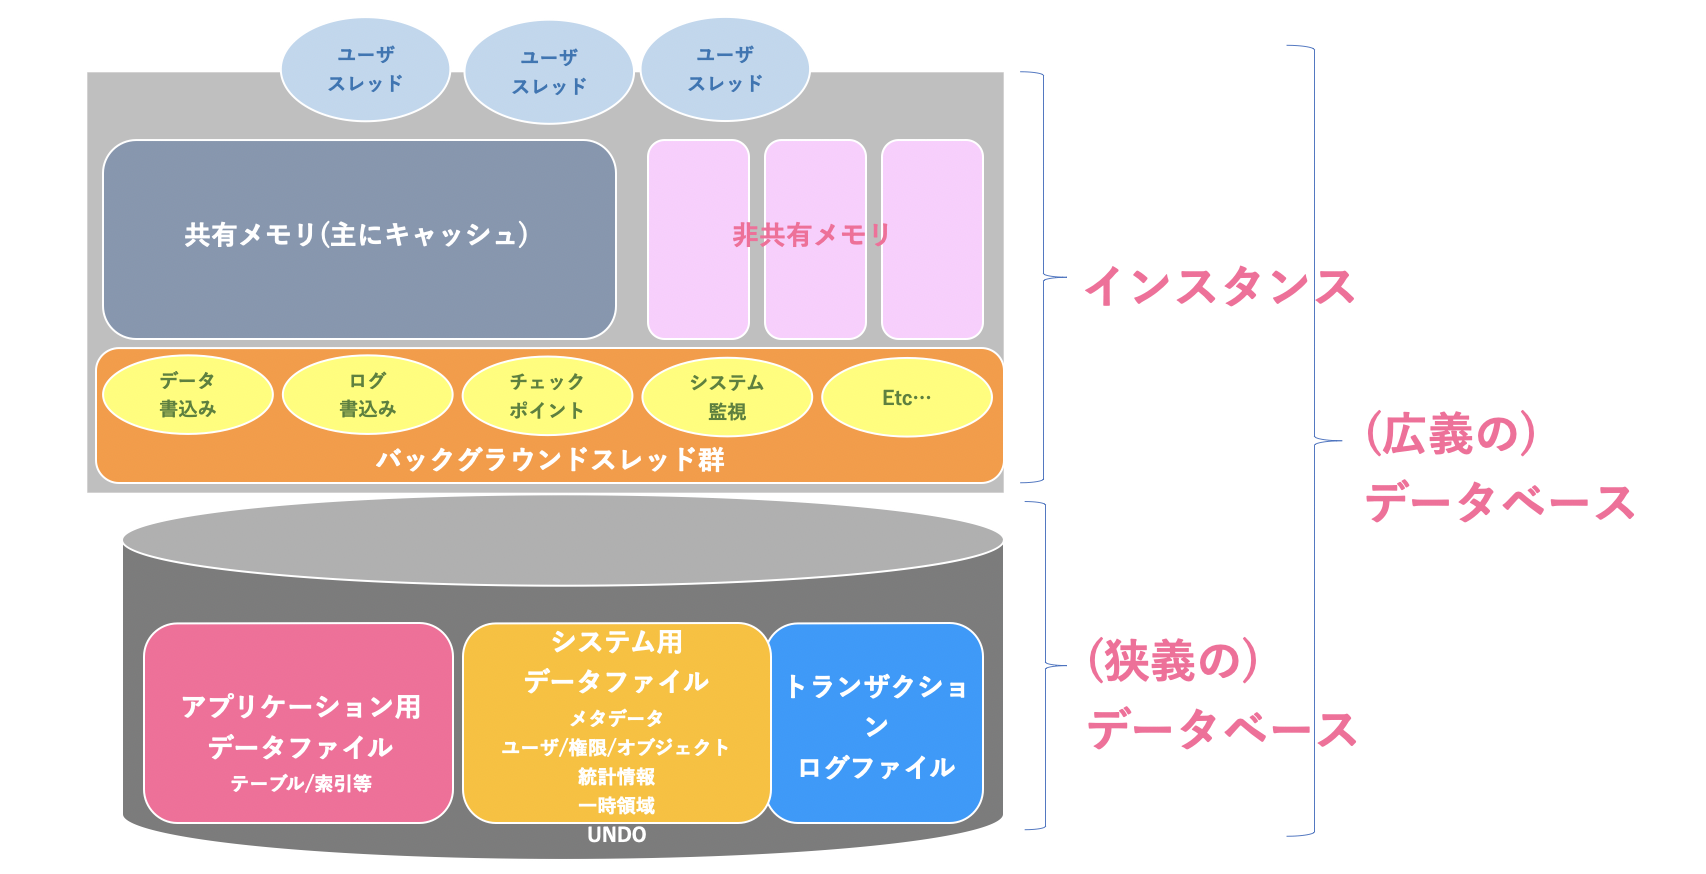 ユーザ
スレッド
ユーザ
スレッド
ユーザ
スレッド
共有メモリ(主にキャッシュ)
非共有メモリ
インスタンス
データ
書込み
ログ
書込み
チェック
ポイント
システム
監視
Etc…
バックグラウンドスレッド群
(広義の)
データベース
アプリケーション用
データファイル
テーブル/索引等
システム用
データファイル
メタデータ
ユーザ/権限/オブジェクト
統計情報
一時領域
UNDO
トランザクショ
ン
ログファイル
(狭義の)
データベース